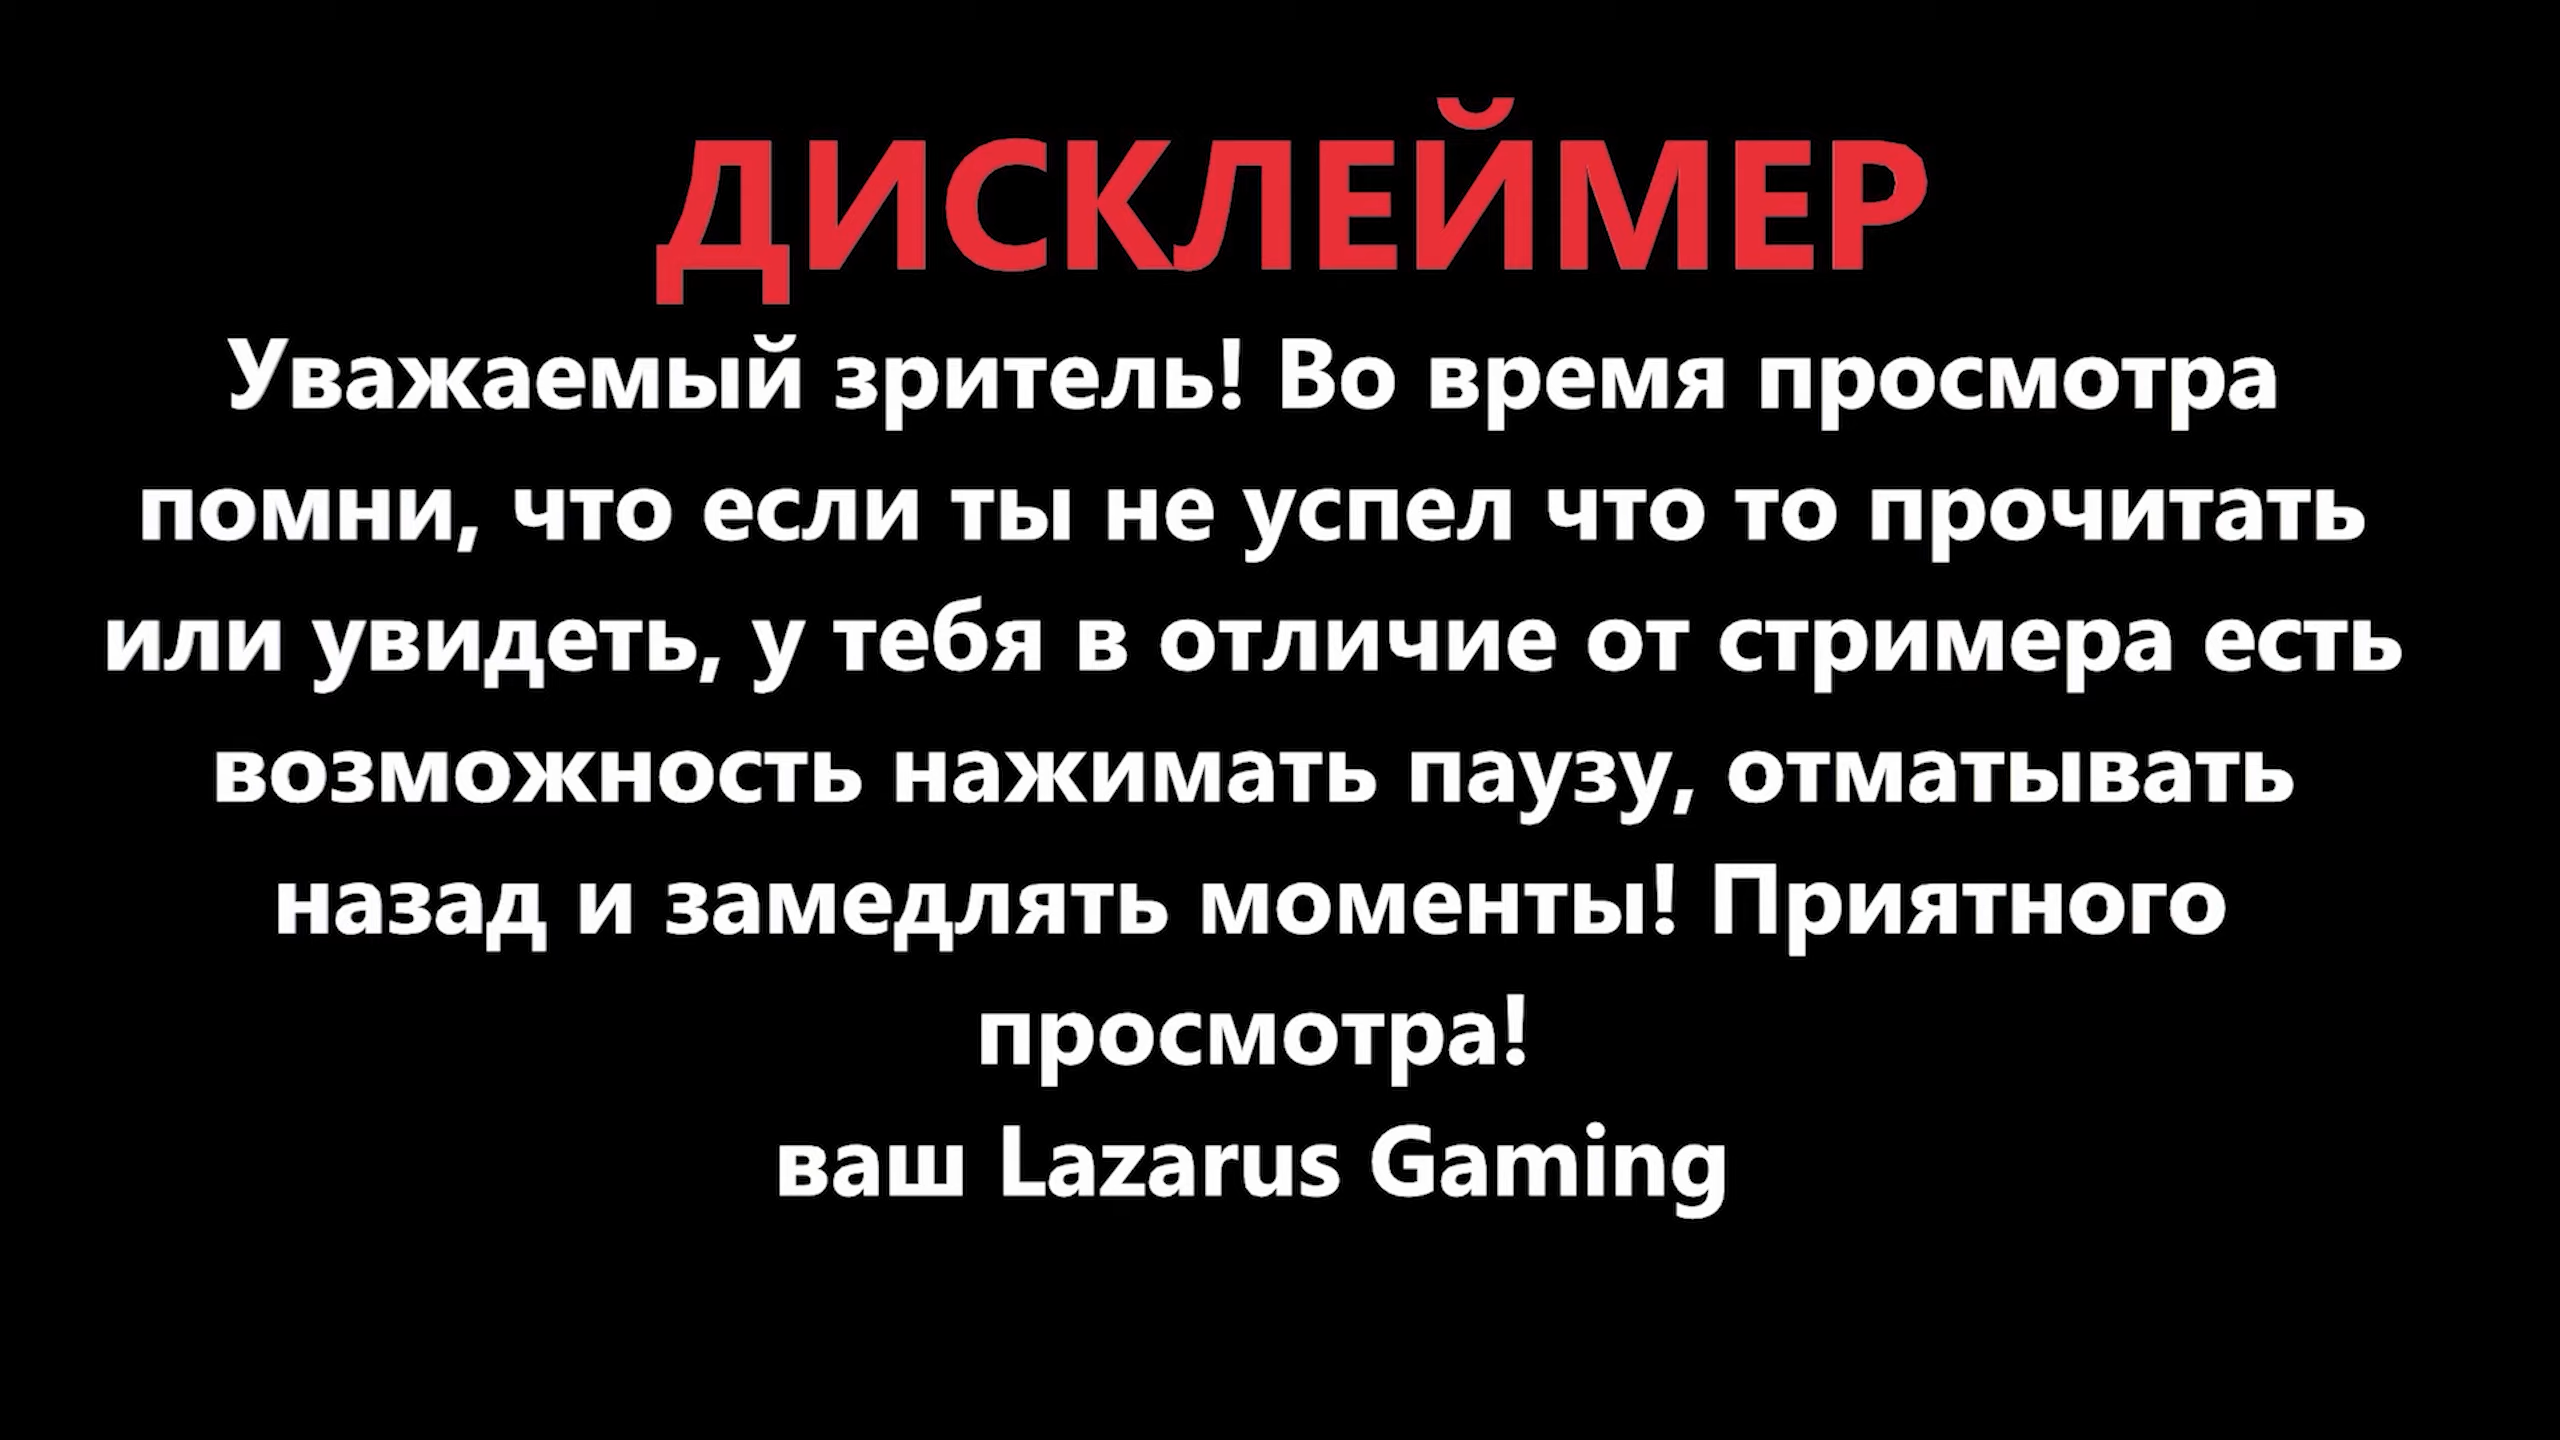 ДИСКЛЕЙМЕР
Уважаемый зритель! Во время просмотра
помни, что если ты не успел что то прочитать
или увидеть, у тебя в отличие от стримера есть
возможность нажимать паузу, отматывать
назад и замедлять моменты! Приятного
просмотра!
ваш Lazarus Gaming